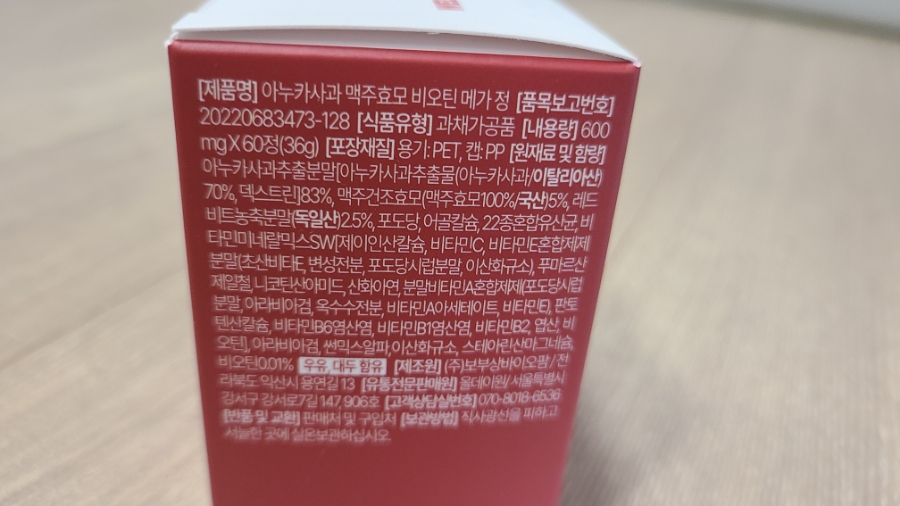 [제품명] 아누카사과 맥주효모 비오틴 메가 정 [품목보고번호]
20220683473-128 [식품유형] 과채가공품 [내용량] 600
mg X 60정(36g) [포장재질] 용기:PET, 캡:PP [원재료 및 함량]
아누카사과추출분말[아누카사과추출물(아누카사과/이탈리아산)
70%, 덱스트린]83%, 맥주건조효모(맥주효모100%/국산)5%, 레드
비트농축분말(독일산)2.5%, 포도당, 어골칼슘, 22종혼합유산균, 비
타민미네랄믹스SW[제이인산칼슘, 비타민C, 비타민E혼합제제
분말(초산비타E, 변성전분, 포도당시럽분말, 이산화규소), 푸마르산
제일철, 니코틴산아미드, 산화아연, 분말비타민A혼합제제(포도당시럽
분말, 아라비아검, 옥수수전분, 비타민A아세테이트, 비타민E), 판토
텐산칼슘, 비타민B6염산염, 비타민B1염산염, 비타민B2, 엽산, 비
오틴], 아라비아검, 썬믹스알파, 이산화규소, 스테아린산마그네슘,
비오틴0.01% 우유, 대두 함유 [제조원] (주)보부상바이오팜/전
라북도 익산시 용연길 13 [유통전문판매원] 올데이원/서울특별시
강서구 강서로7길 147 906호 [고객상담실번호] 070-8018-6536
[반품 및 교환] 판매처 및 구입처 [보관방법] 직사광선을 피하고
서늘한 곳에 실온보관하십시오.